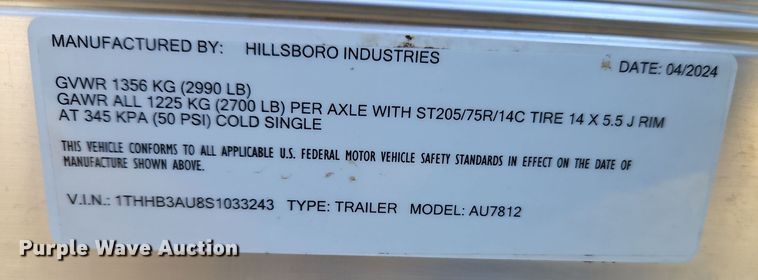 MANUFACTURED BY: HILLSBORO INDUSTRIES DATE: 04/2024
GVWR 1356 KG (2990 LB)
GAWR ALL 1225 KG (2700 LB) PER AXLE WITH ST205/75R/14C TIRE 14 X 5.5 J RIM
AT 345 KPA (50 PSI) COLD SINGLE
THIS VEHICLE CONFORMS TO ALL APPLICABLE U.S. FEDERAL MOTOR VEHICLE SAFETY STANDARDS IN EFFECT ON THE DATE OF
MANUFACTURE SHOWN ABOVE.
V.I.N.: 1THHB3AU8S1033243 TYPE: TRAILER MODEL: AU7812
Purple Wave Auction